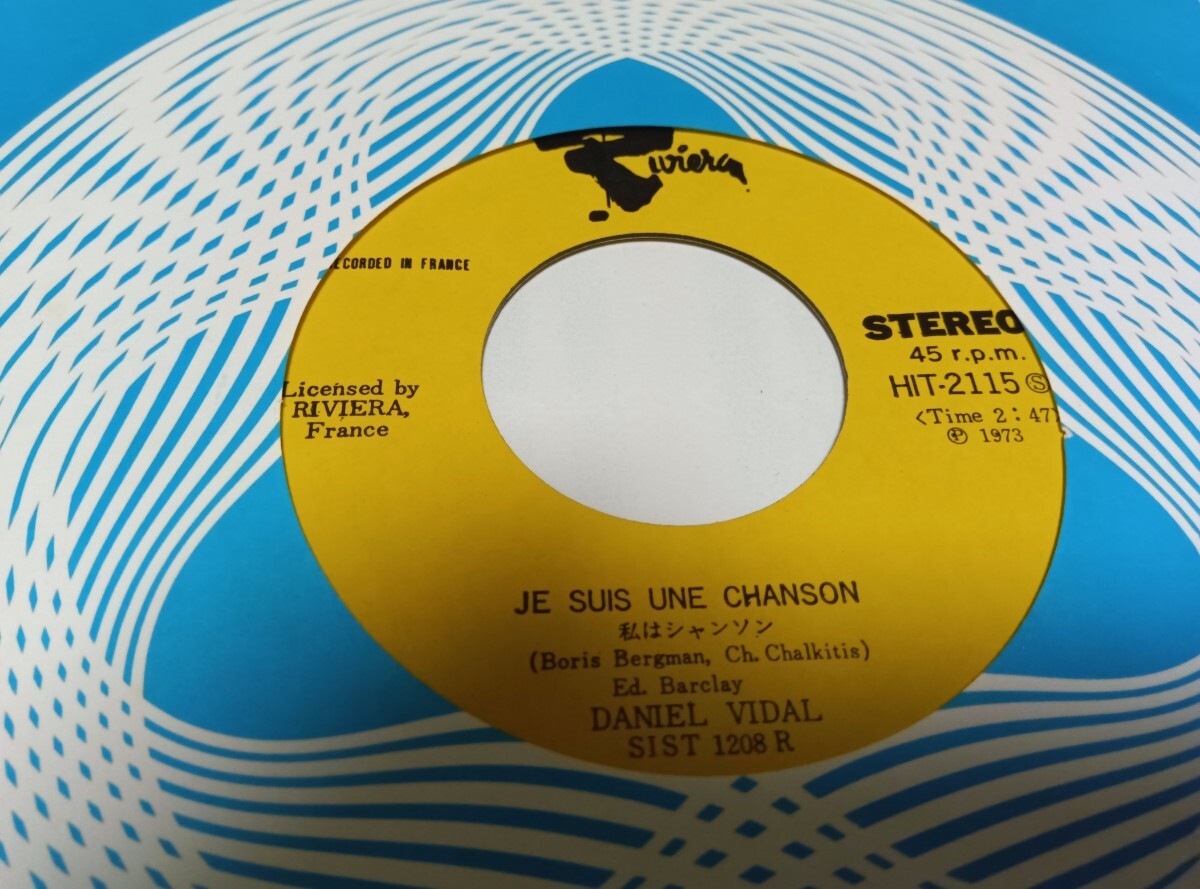 Riviera
RECORDED IN FRANCE
Licensed by
RIVIERA,
France
STEREO
45 r.p.m.
HIT-2115 Ⓢ
<Time 2:47>
Ⓟ 1973
JE SUIS UNE CHANSON
私はシャンソン
(Boris Bergman, Ch. Chalkitis)
Ed. Barclay
DANIEL VIDAL
SIST 1208 R